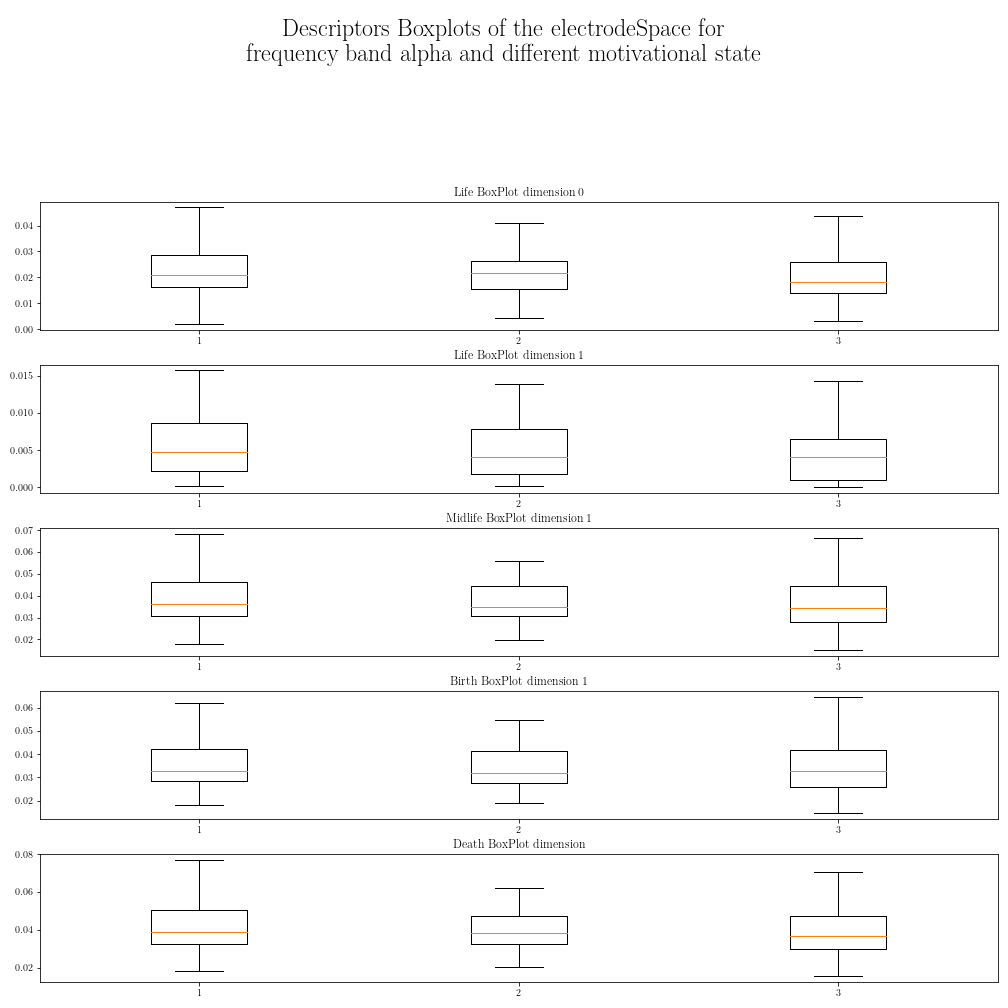 Descriptors Boxplots of the electrodeSpace for
frequency band alpha and different motivational state
Life BoxPlot dimension 0
0.04
0.03
0.02
0.01
0.00
1 2 3
Life BoxPlot dimension 1
0.015
0.010
0.005
0.000
1 2 3
Midlife BoxPlot dimension 1
0.07
0.06
0.05
0.04
0.03
0.02
1 2 3
Birth BoxPlot dimension 1
0.06
0.05
0.04
0.03
0.02
1 2 3
Death BoxPlot dimension
0.08
0.06
0.04
0.02
1 2 3